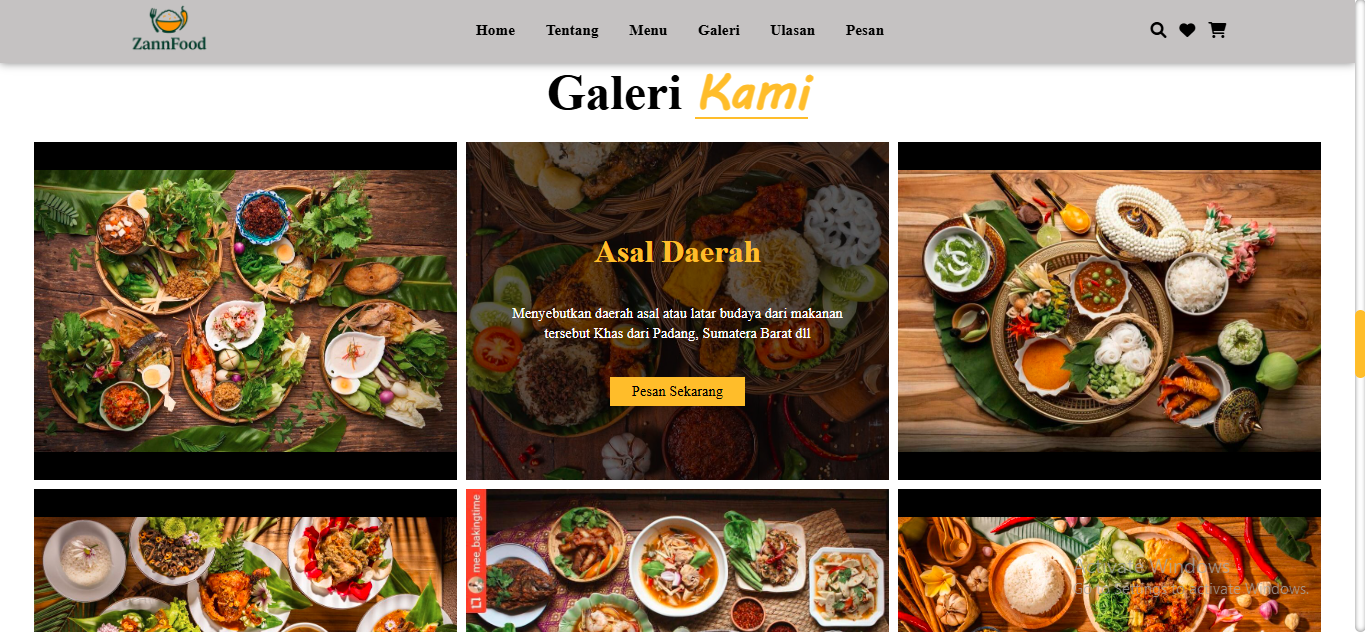 ZannFood
Home Tentang Menu Galeri Ulasan Pesan
Galeri Kami
Asal Daerah
Menyebutkan daerah asal atau latar budaya dari makanan
tersebut Khas dari Padang, Sumatera Barat dll
Pesan Sekarang
mee_bakingtime
Activate Windows
Go to Settings to activate Windows.